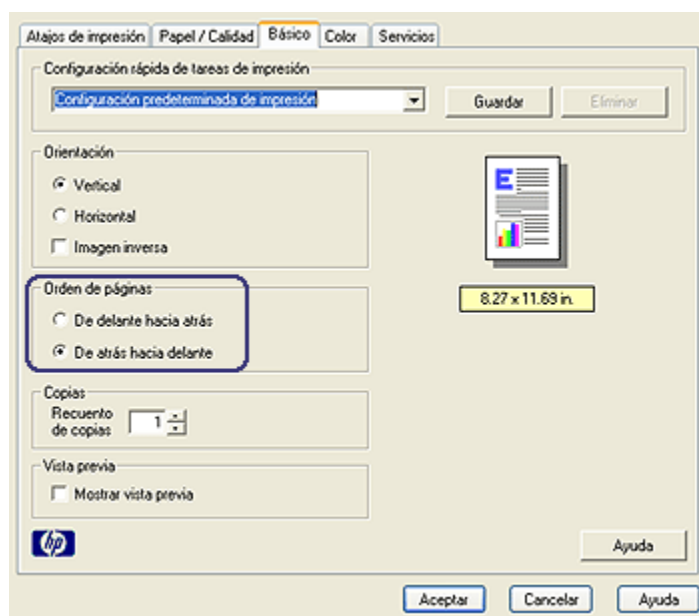 Atajos de impresión Papel / Calidad Básico Color Servicios
Configuración rápida de tareas de impresión
Configuración predeterminada de impresión Guardar Eliminar
Orientación
Vertical
Horizontal
Imagen inversa
E
8.27 x 11.69 in.
Orden de páginas
De delante hacia atrás
De atrás hacia delante
Copias
Recuento
de copias 1
Vista previa
Mostrar vista previa
hp
Ayuda
Aceptar Cancelar Ayuda